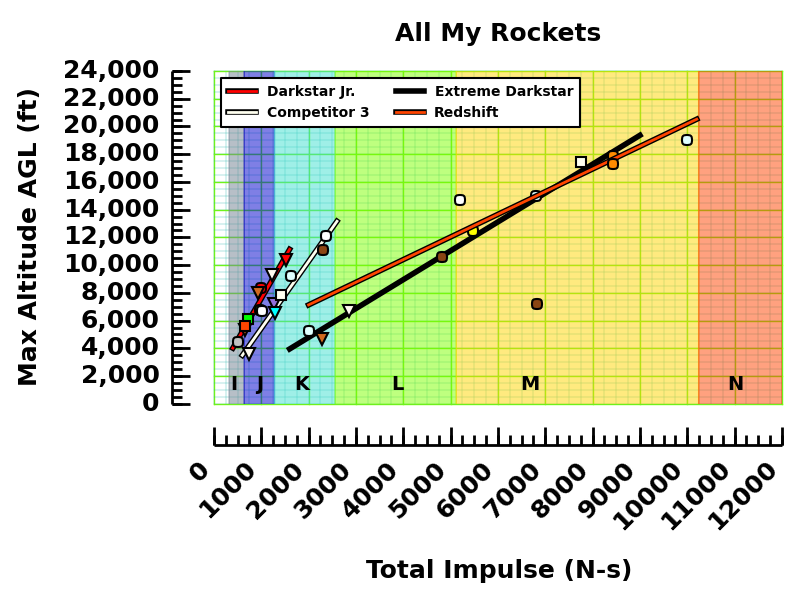 All My Rockets
Max Altitude AGL (ft)
24,000
22,000
20,000
18,000
16,000
14,000
12,000
10,000
8,000
6,000
4,000
2,000
0
Darkstar Jr. Extreme Darkstar
Competitor 3 Redshift
I J K L M N
0 1000 2000 3000 4000 5000 6000 7000 8000 9000 10000 11000 12000
Total Impulse (N-s)